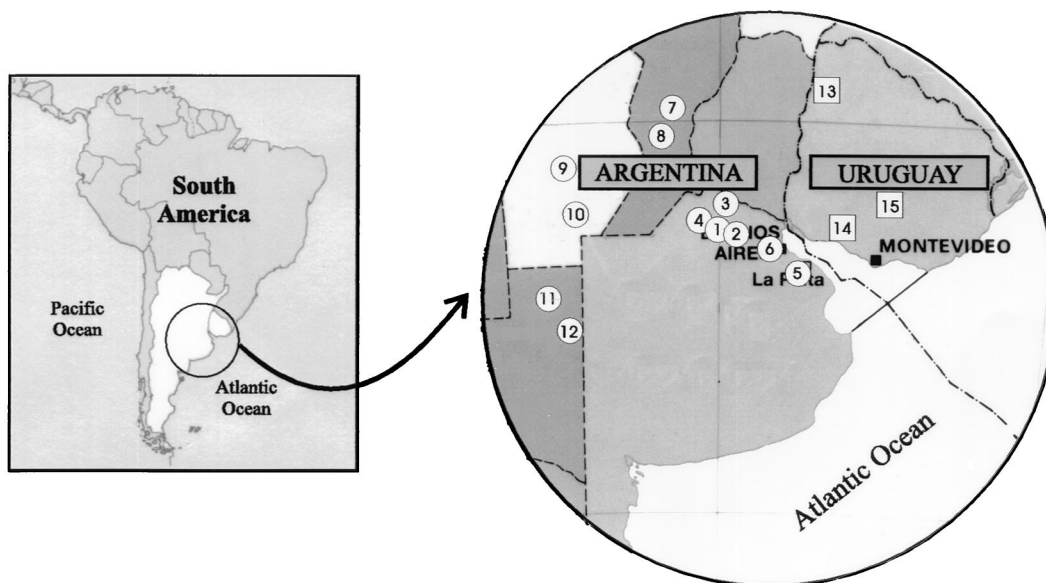 South
America
Pacific
Ocean
Atlantic
Ocean
13
7
8
9
ARGENTINA
URUGUAY
10
3
15
4
1
2
14
AIRE
6
MONTEVIDEO
5
La
11
12
Atlantic Ocean